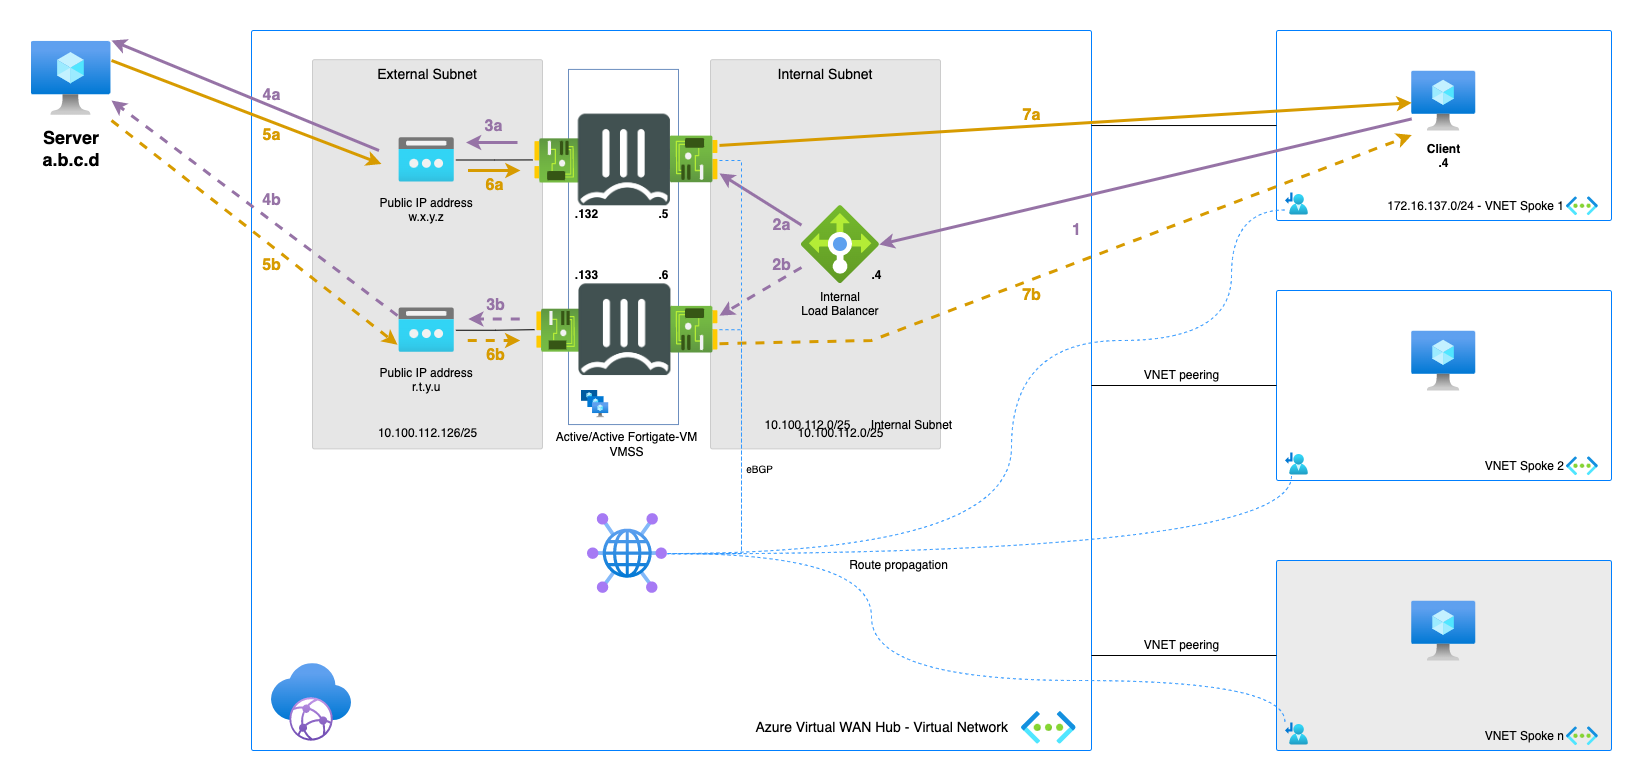 External Subnet
Internal Subnet
4a
5a
3a
6a
7a
Server
a.b.c.d
Client
.4
Public IP address
w.x.y.z
.132
.5
4b
2a
1
172.16.137.0/24 - VNET Spoke 1
5b
.133
.6
2b
.4
3b
6b
Internal
Load Balancer
7b
Public IP address
r.t.y.u
VNET peering
10.100.112.126/25
Active/Active Fortigate-VM
VMSS
10.100.112.0/25
Internal Subnet
10.100.112.0/25
eBGP
VNET Spoke 2
Route propagation
VNET peering
Azure Virtual WAN Hub - Virtual Network
VNET Spoke n